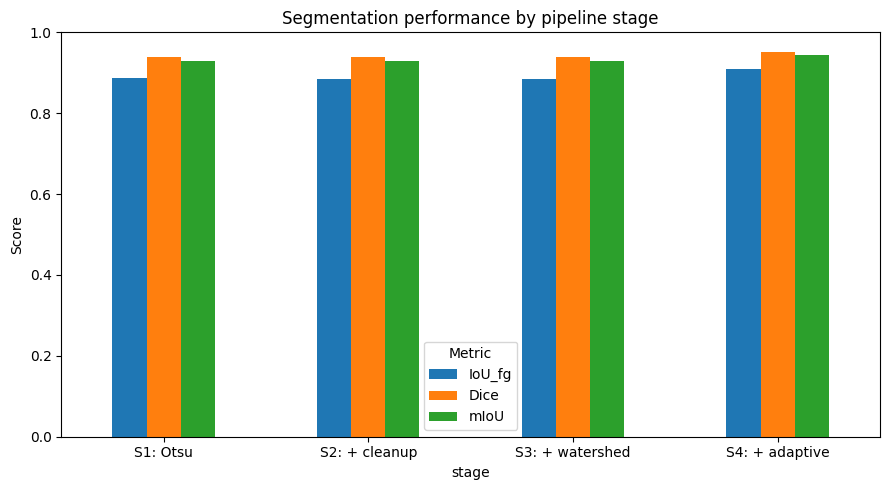 Segmentation performance by pipeline stage
1.0
0.8
0.6
0.4
0.2
0.0
Score
Metric
IoU_fg
Dice
mIoU
S1: Otsu
S2: + cleanup
S3: + watershed
S4: + adaptive
stage